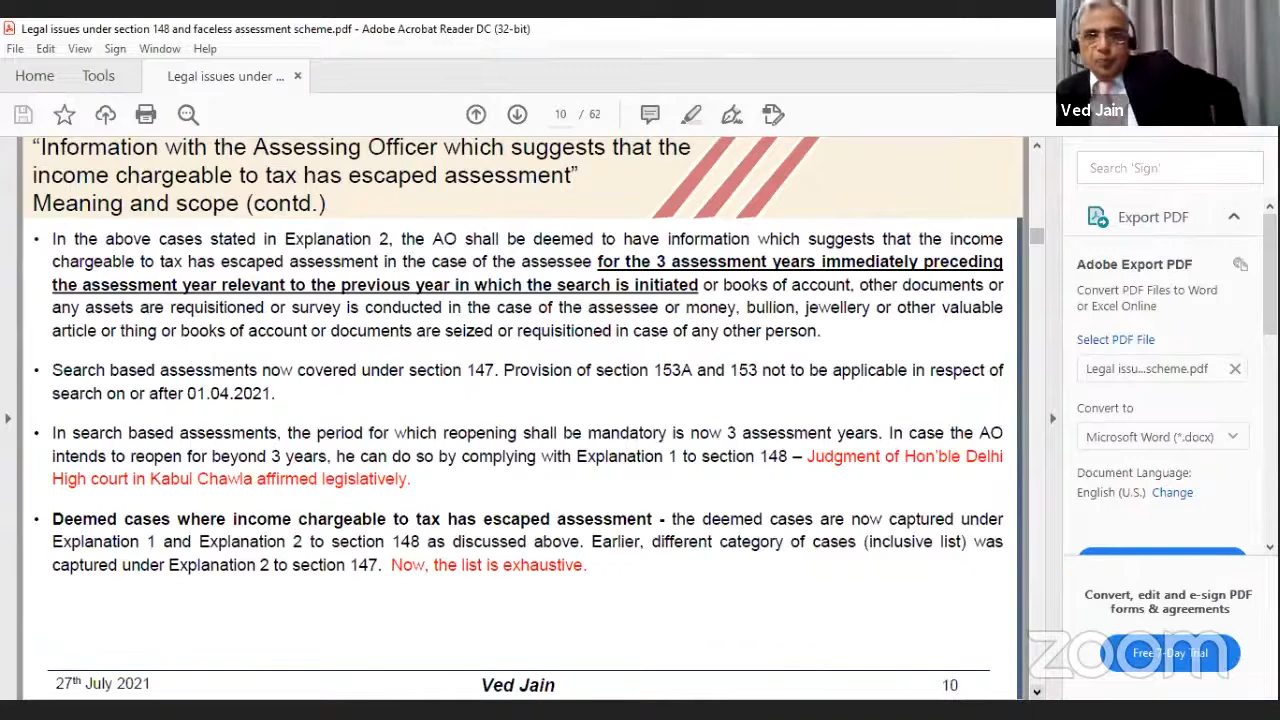 Legal issues under section 148 and faceless assessment scheme.pdf - Adobe Acrobat Reader DC (32-bit)
File Edit View Sign Window Help
Home Tools Legal issues under ... ×
10 / 62
Ved Jain
“Information with the Assessing Officer which suggests that the
income chargeable to tax has escaped assessment”
Meaning and scope (contd.)
• In the above cases stated in Explanation 2, the AO shall be deemed to have information which suggests that the income
chargeable to tax has escaped assessment in the case of the assessee for the 3 assessment years immediately preceding
the assessment year relevant to the previous year in which the search is initiated or books of account, other documents or
any assets are requisitioned or survey is conducted in the case of the assessee or money, bullion, jewellery or other valuable
article or thing or books of account or documents are seized or requisitioned in case of any other person.
• Search based assessments now covered under section 147. Provision of section 153A and 153 not to be applicable in respect of
search on or after 01.04.2021.
• In search based assessments, the period for which reopening shall be mandatory is now 3 assessment years. In case the AO
intends to reopen for beyond 3 years, he can do so by complying with Explanation 1 to section 148 – Judgment of Hon’ble Delhi
High court in Kabul Chawla affirmed legislatively.
• Deemed cases where income chargeable to tax has escaped assessment - the deemed cases are now captured under
Explanation 1 and Explanation 2 to section 148 as discussed above. Earlier, different category of cases (inclusive list) was
captured under Explanation 2 to section 147. Now, the list is exhaustive.
27th July 2021 Ved Jain 10
Search 'Sign'
Export PDF
Adobe Export PDF
Convert PDF Files to Word
or Excel Online
Select PDF File
Legal issu...scheme.pdf ×
Convert to
Microsoft Word (*.docx)
Document Language:
English (U.S.) Change
Convert, edit and e-sign PDF
forms & agreements
Free 7-Day Trial
zoom